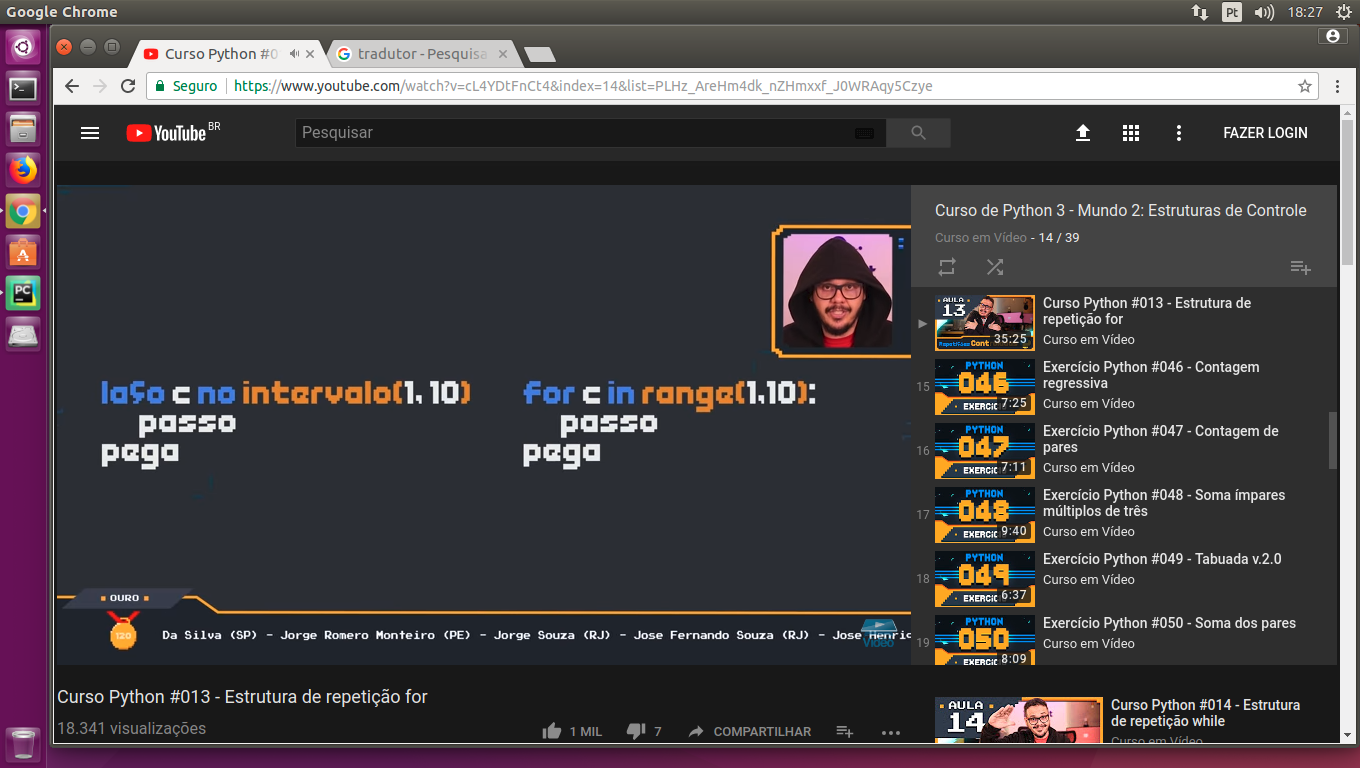 Google Chrome
Pt
18:27
Curso Python #0
tradutor - Pesquisa
Seguro
https://www.youtube.com/watch?v=cL4YDtFnCt4&index=14&list=PLHz_AreHm4dk_nZHmxxf_J0WRAqy5Czye
YouTube BR
Pesquisar
FAZER LOGIN
laço c no intervalo(1, 10)
passo
pega
for c in range(1,10):
passo
pega
OURO
120
Da Silva (SP) - Jorge Romero Monteiro (PE) - Jorge Souza (RJ) - Jose Fernando Souza (RJ) - Jose Henric
Vídeo
Curso Python #013 - Estrutura de repetição for
18.341 visualizações
1 MIL
7
COMPARTILHAR
Curso de Python 3 - Mundo 2: Estruturas de Controle
Curso em Vídeo - 14 / 39
AULA
13
35:25
Curso Python #013 - Estrutura de
repetição for
Curso em Vídeo
15
PYTHON
046
EXERCÍC
7:25
Exercício Python #046 - Contagem
regressiva
Curso em Vídeo
16
PYTHON
047
EXERCÍC
7:11
Exercício Python #047 - Contagem de
pares
Curso em Vídeo
17
PYTHON
048
EXERCÍC
9:40
Exercício Python #048 - Soma ímpares
múltiplos de três
Curso em Vídeo
18
PYTHON
049
EXERCÍC
6:37
Exercício Python #049 - Tabuada v.2.0
Curso em Vídeo
19
PYTHON
050
EXERCÍC
8:09
Exercício Python #050 - Soma dos pares
Curso em Vídeo
AULA
14
Curso Python #014 - Estrutura
de repetição while
Curso em Vídeo
PC